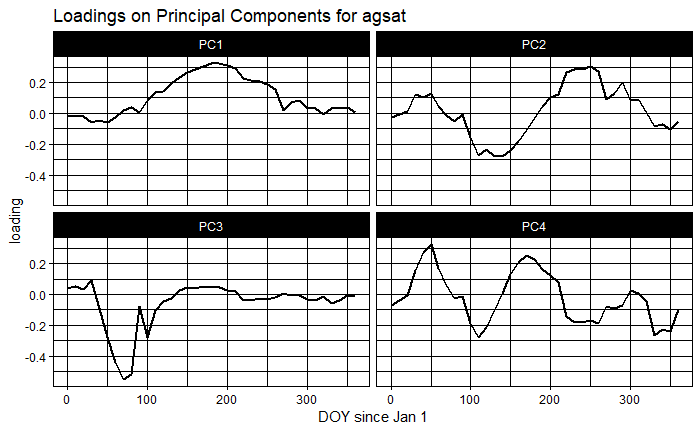 Loadings on Principal Components for agsat
PC1
PC2
0.2
0.0
-0.2
-0.4
loading
PC3
PC4
0.2
0.0
-0.2
-0.4
0
100
200
300
0
100
200
300
DOY since Jan 1